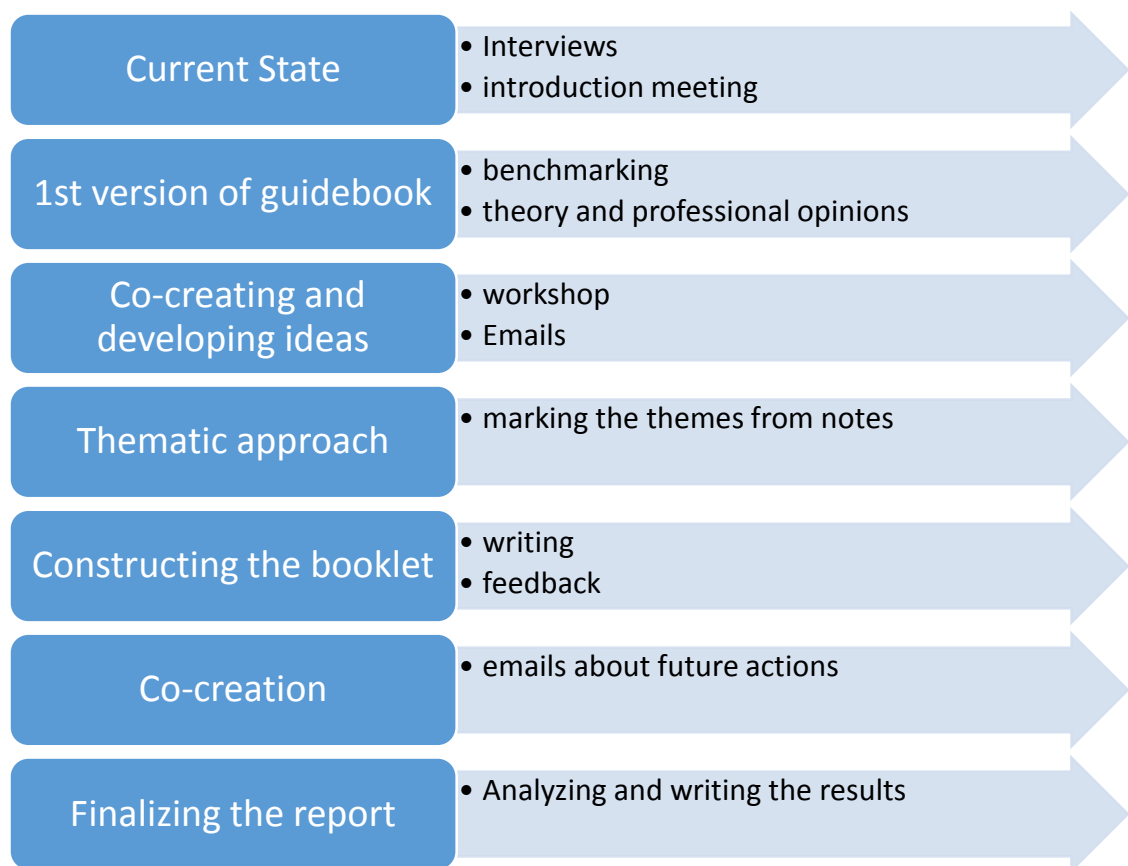 Current State
• Interviews
• introduction meeting
1st version of guidebook
• benchmarking
• theory and professional opinions
Co-creating and
developing ideas
• workshop
• Emails
Thematic approach
• marking the themes from notes
Constructing the booklet
• writing
• feedback
Co-creation
• emails about future actions
Finalizing the report
• Analyzing and writing the results